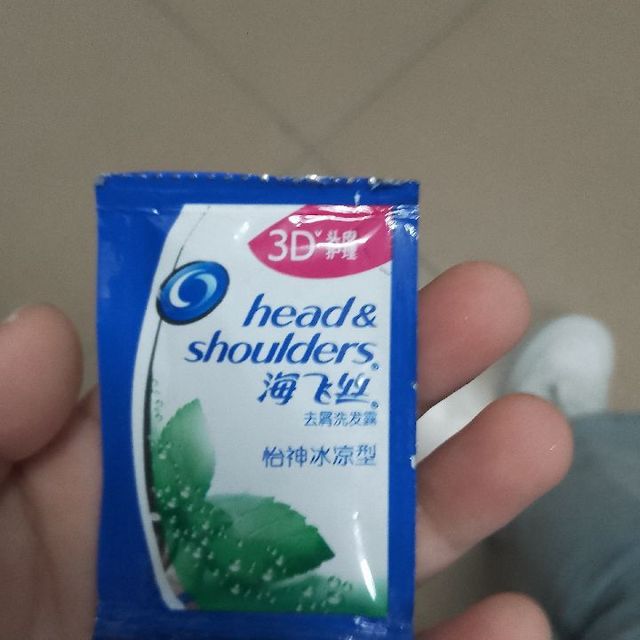 3D 头皮
护理
head &
shoulders®
海飞丝®
去屑洗发露
怡神冰凉型